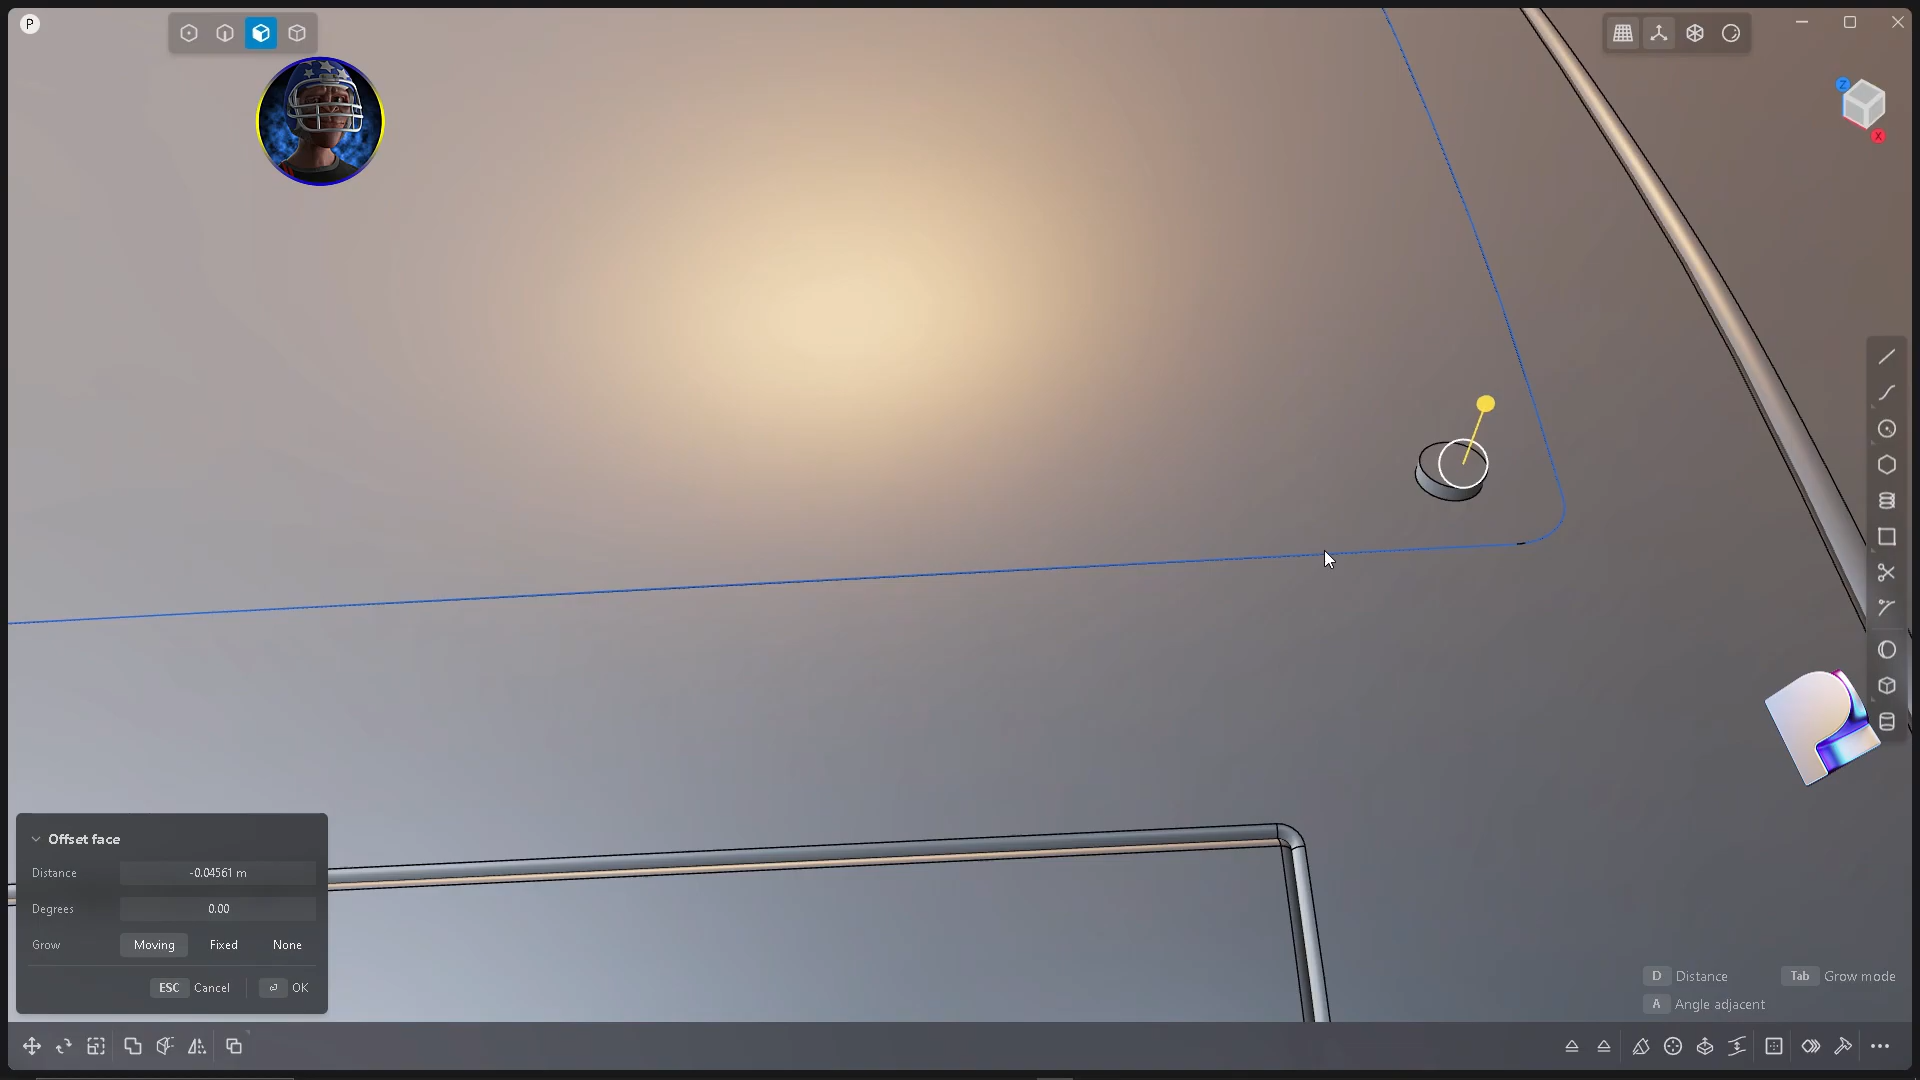 P
Z
X
Offset face
Distance -0.04561 m
Degrees 0.00
Grow Moving Fixed None
ESC Cancel OK
D Distance Tab Grow mode
A Angle adjacent